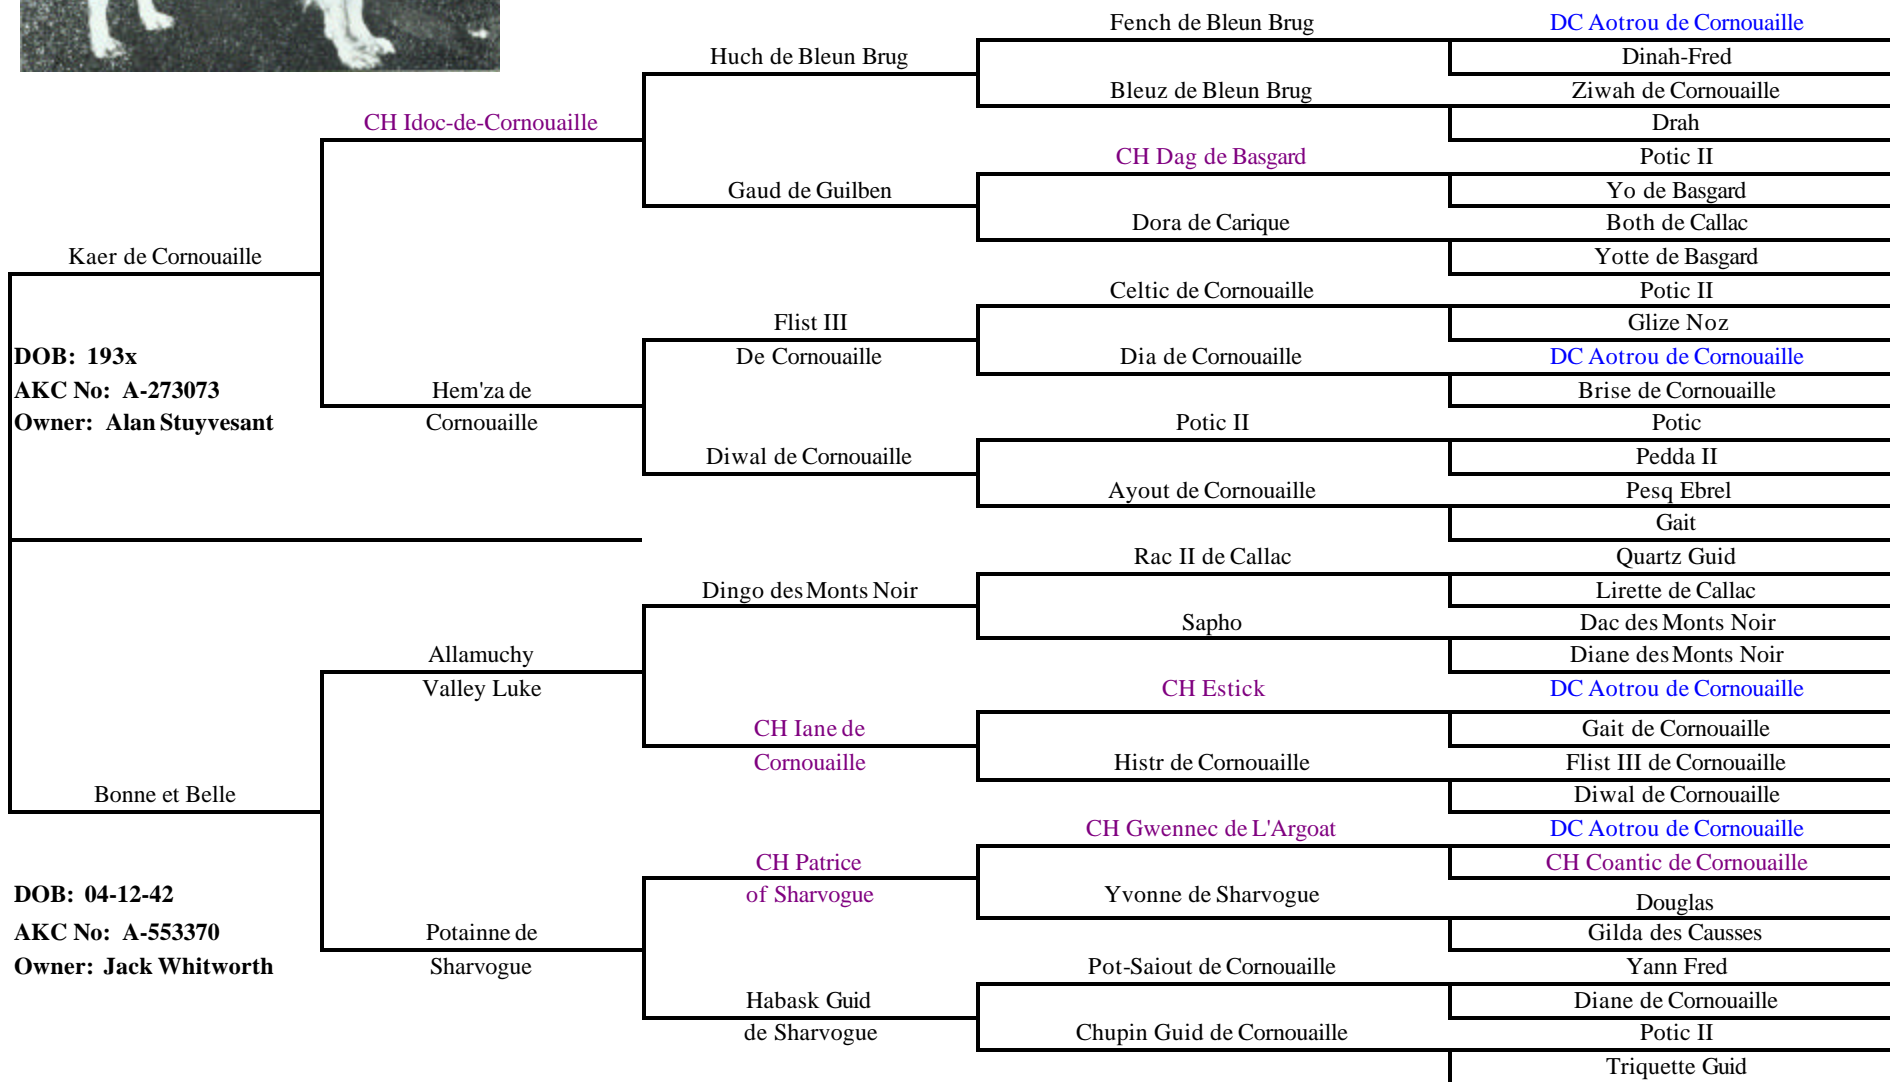 Fench de Bleun Brug
DC Aotrou de Cornouaille
Huch de Bleun Brug
Dinah-Fred
Bleuz de Bleun Brug
Ziwah de Cornouaille
CH Idoc-de-Cornouaille
Drah
CH Dag de Basgard
Potic II
Gaud de Guilben
Yo de Basgard
Dora de Carique
Both de Callac
Kaer de Cornouaille
Yotte de Basgard
Celtic de Cornouaille
Potic II
Flist III
Glize Noz
DOB: 193x
De Cornouaille
Dia de Cornouaille
DC Aotrou de Cornouaille
AKC No: A-273073
Hem'za de
Brise de Cornouaille
Owner: Alan Stuyvesant
Cornouaille
Potic II
Potic
Diwal de Cornouaille
Pedda II
Ayout de Cornouaille
Pesq Ebrel
Gait
Rac II de Callac
Quartz Guid
Dingo des Monts Noir
Lirette de Callac
Sapho
Dac des Monts Noir
Allamuchy
Diane des Monts Noir
Valley Luke
CH Estick
DC Aotrou de Cornouaille
CH Iane de
Gait de Cornouaille
Cornouaille
Histr de Cornouaille
Flist III de Cornouaille
Bonne et Belle
Diwal de Cornouaille
CH Gwennec de L'Argoat
DC Aotrou de Cornouaille
CH Patrice
CH Coantic de Cornouaille
DOB: 04-12-42
of Sharvogue
Yvonne de Sharvogue
Douglas
AKC No: A-553370
Potainne de
Gilda des Causses
Owner: Jack Whitworth
Sharvogue
Pot-Saiout de Cornouaille
Yann Fred
Habask Guid
Diane de Cornouaille
de Sharvogue
Chupin Guid de Cornouaille
Potic II
Triquette Guid